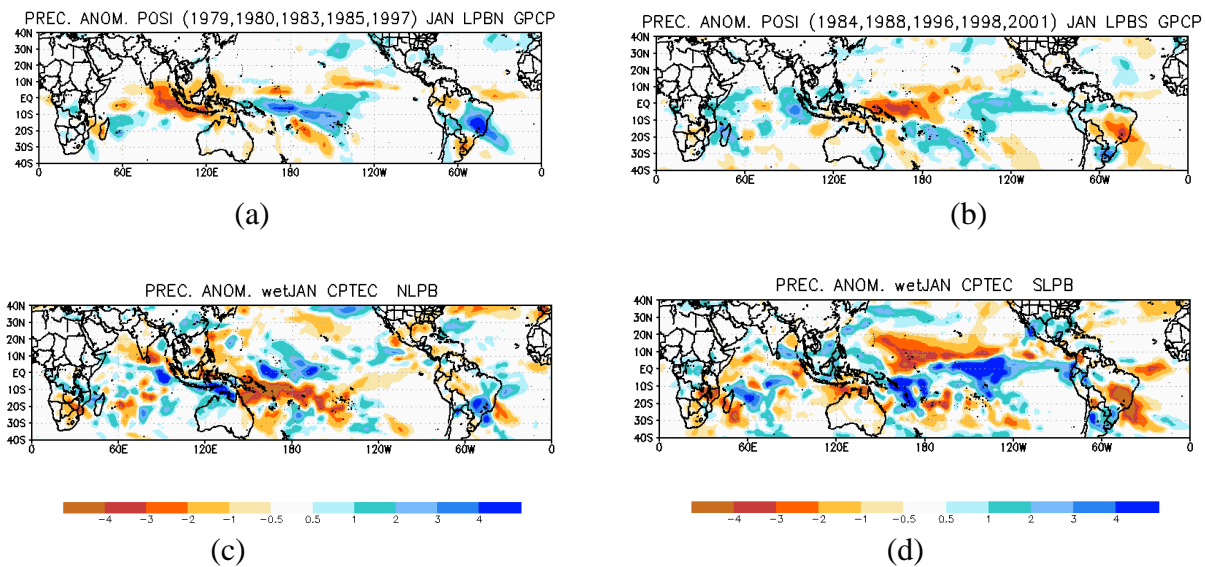 PREC. ANOM. POSI (1979,1980,1983,1985,1997) JAN LPBN GPCP
40N
30N
20N
10N
EQ
10S
20S
30S
40S
0 60E 120E 180 120W 60W 0
(a)
PREC. ANOM. POSI (1984,1988,1996,1998,2001) JAN LPBS GPCP
40N
30N
20N
10N
EQ
10S
20S
30S
40S
0 60E 120E 180 120W 60W 0
(b)
PREC. ANOM. wetJAN CPTEC NLPB
40N
30N
20N
10N
EQ
10S
20S
30S
40S
0 60E 120E 180 120W 60W 0
-4 -3 -2 -1 -0.5 0.5 1 2 3 4
(c)
PREC. ANOM. wetJAN CPTEC SLPB
40N
30N
20N
10N
EQ
10S
20S
30S
40S
0 60E 120E 180 120W 60W 0
-4 -3 -2 -1 -0.5 0.5 1 2 3 4
(d)